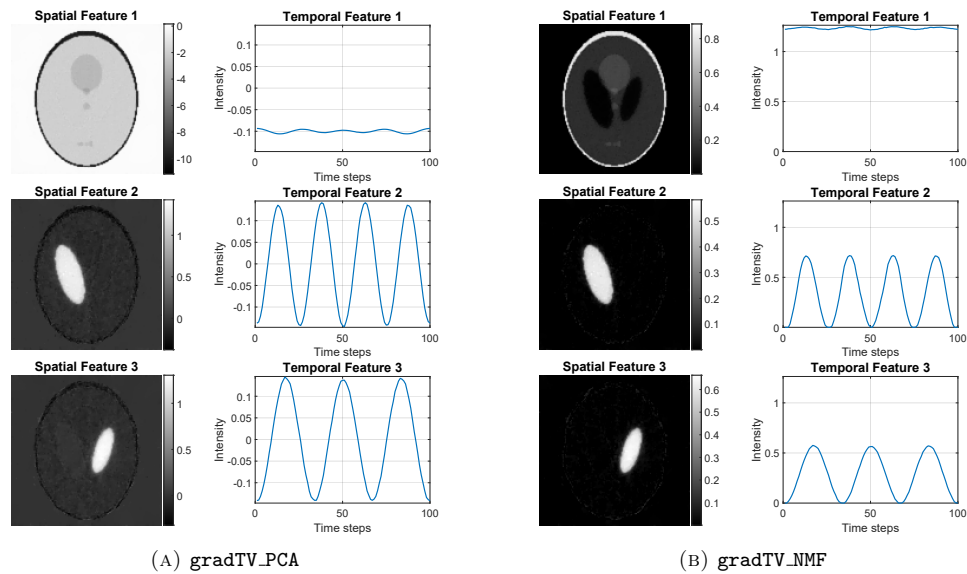 Spatial Feature 1
0
-2
-4
-6
-8
-10
Temporal Feature 1
Intensity
0.1
0.05
0
-0.05
-0.1
0
50
100
Time steps
Spatial Feature 2
1
0.5
0
Temporal Feature 2
Intensity
0.1
0.05
0
-0.05
-0.1
0
50
100
Time steps
Spatial Feature 3
1
0.5
0
Temporal Feature 3
Intensity
0.1
0.05
0
-0.05
-0.1
0
50
100
Time steps
(A) gradTV_PCA
Spatial Feature 1
0.8
0.6
0.4
0.2
Temporal Feature 1
Intensity
1
0.5
0
0
50
100
Time steps
Spatial Feature 2
0.5
0.4
0.3
0.2
0.1
Temporal Feature 2
Intensity
1
0.5
0
0
50
100
Time steps
Spatial Feature 3
0.6
0.5
0.4
0.3
0.2
0.1
Temporal Feature 3
Intensity
1
0.5
0
0
50
100
Time steps
(B) gradTV_NMF